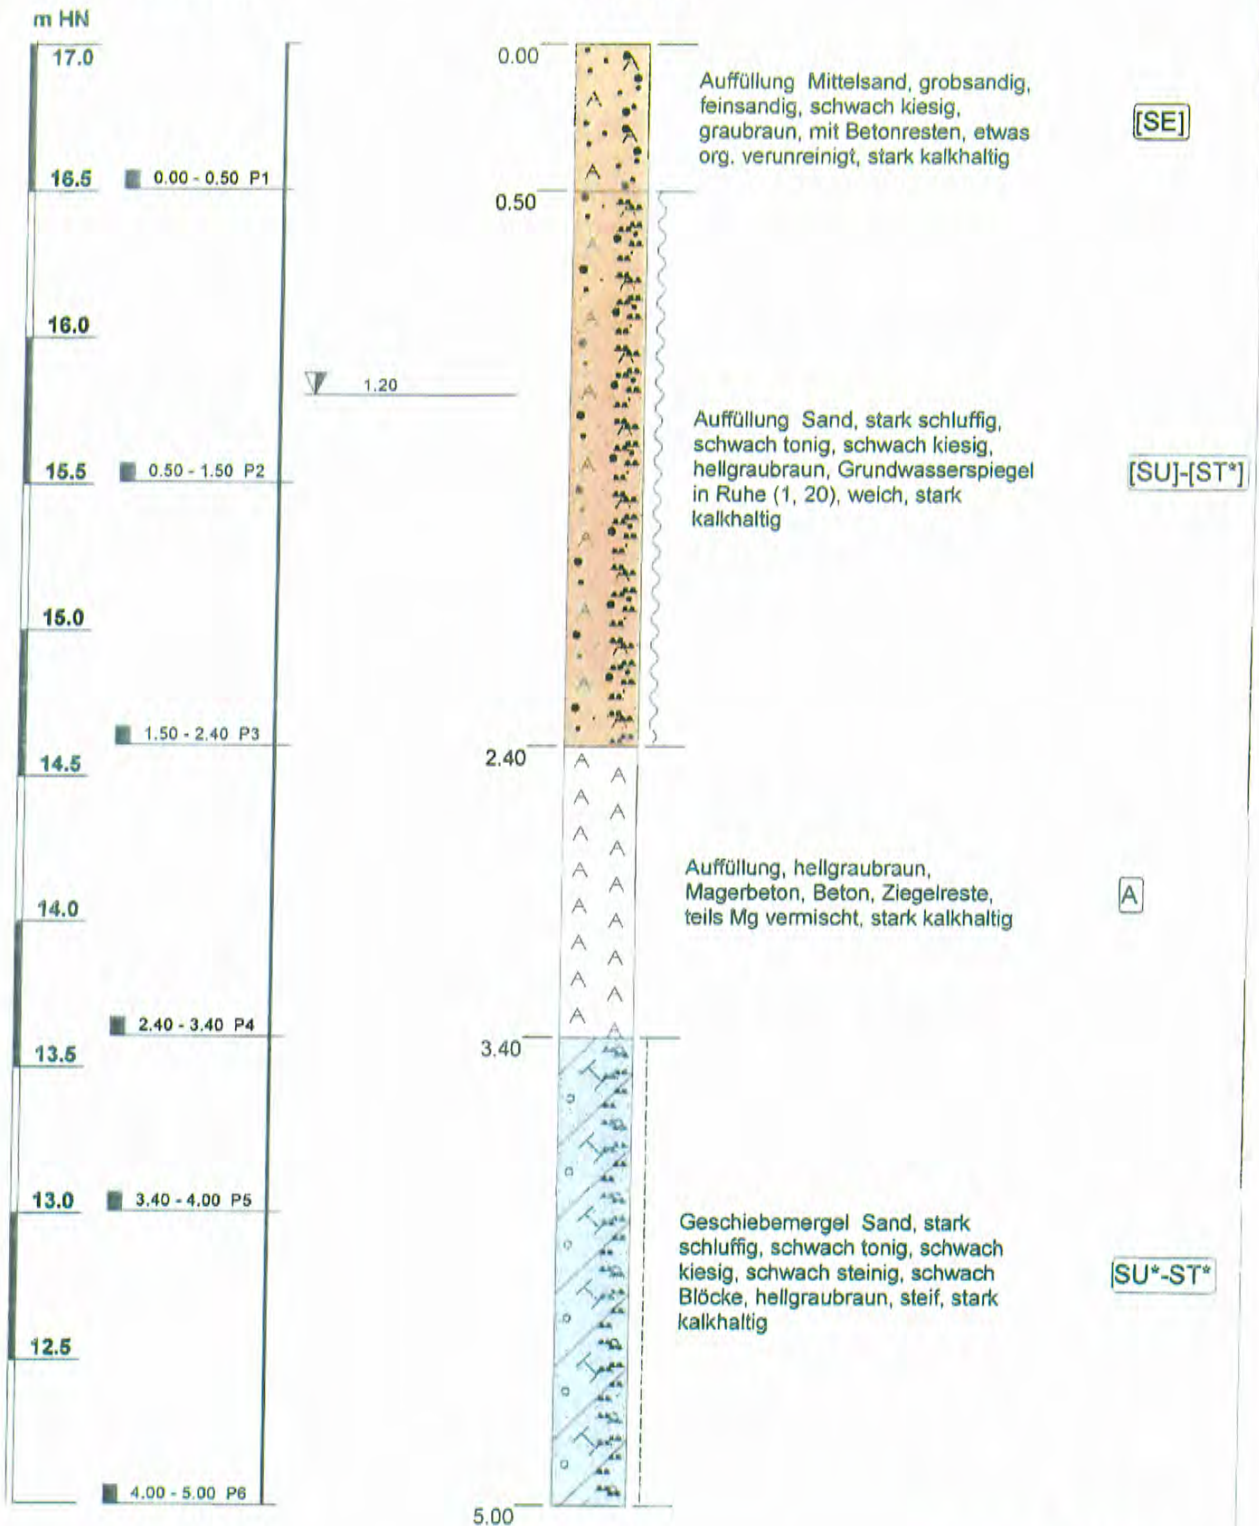 m HN
17.0
16.5
16.0
15.5
15.0
14.5
14.0
13.5
13.0
12.5
0.00 - 0.50 P1
0.50 - 1.50 P2
1.50 - 2.40 P3
2.40 - 3.40 P4
3.40 - 4.00 P5
4.00 - 5.00 P6
1.20
0.00
0.50
2.40
3.40
5.00
Auffüllung Mittelsand, grobsandig,
feinsandig, schwach kiesig,
graubraun, mit Betonresten, etwas
org. verunreinigt, stark kalkhaltig
[SE]
Auffüllung Sand, stark schluffig,
schwach tonig, schwach kiesig,
hellgraubraun, Grundwasserspiegel
in Ruhe (1, 20), weich, stark
kalkhaltig
[SU]-[ST*]
Auffüllung, hellgraubraun,
Magerbeton, Beton, Ziegelreste,
teils Mg vermischt, stark kalkhaltig
A
Geschiebemergel Sand, stark
schluffig, schwach tonig, schwach
kiesig, schwach steinig, schwach
Blöcke, hellgraubraun, steif, stark
kalkhaltig
SU*-ST*